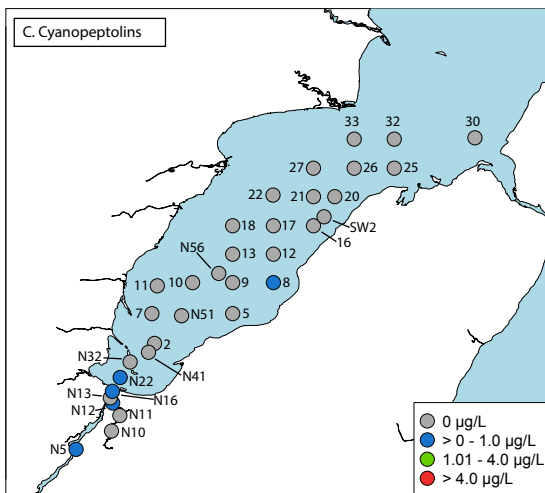 C. Cyanopeptolins
33 32 30
27 26 25
22 21 20
SW2
18 17 16
N56 13 12
11 10 9 8
7 N51 5
2
N32 N41
N22
N13 N16
N12 N11
N10
N5
0 µg/L
> 0 - 1.0 µg/L
1.01 - 4.0 µg/L
> 4.0 µg/L